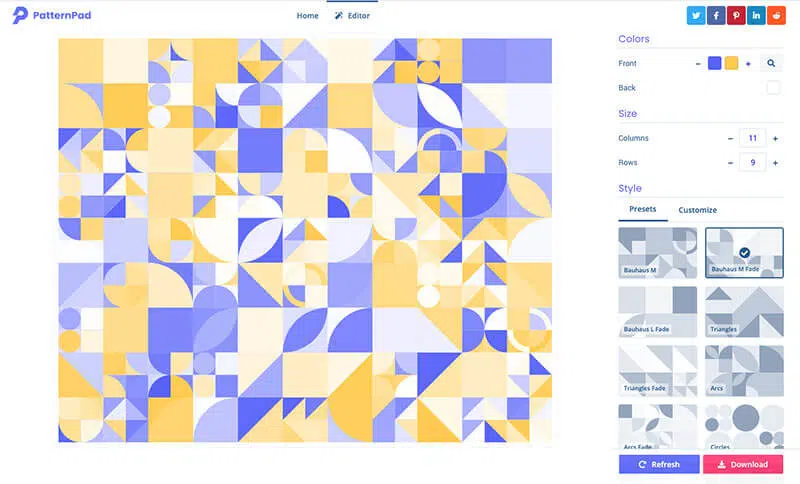 PatternPad
Home
Editor
Colors
Front
Back
Size
Columns
11
Rows
9
Style
Presets
Customize
Bauhaus M
Bauhaus M Fade
Bauhaus L Fade
Triangles
Triangles Fade
Arcs
Arcs Fade
Circles
Refresh
Download